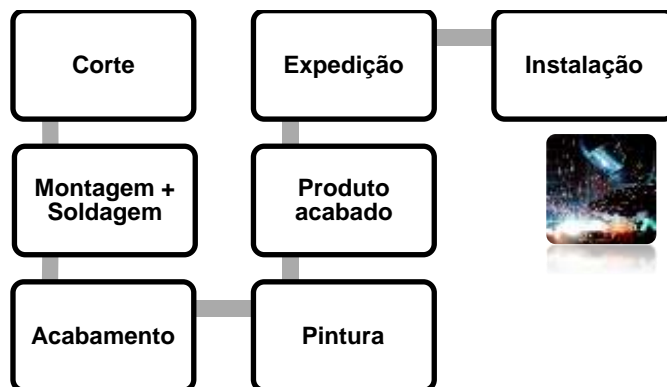 Corte
Montagem +
Soldagem
Acabamento
Pintura
Produto
acabado
Expedição
Instalação